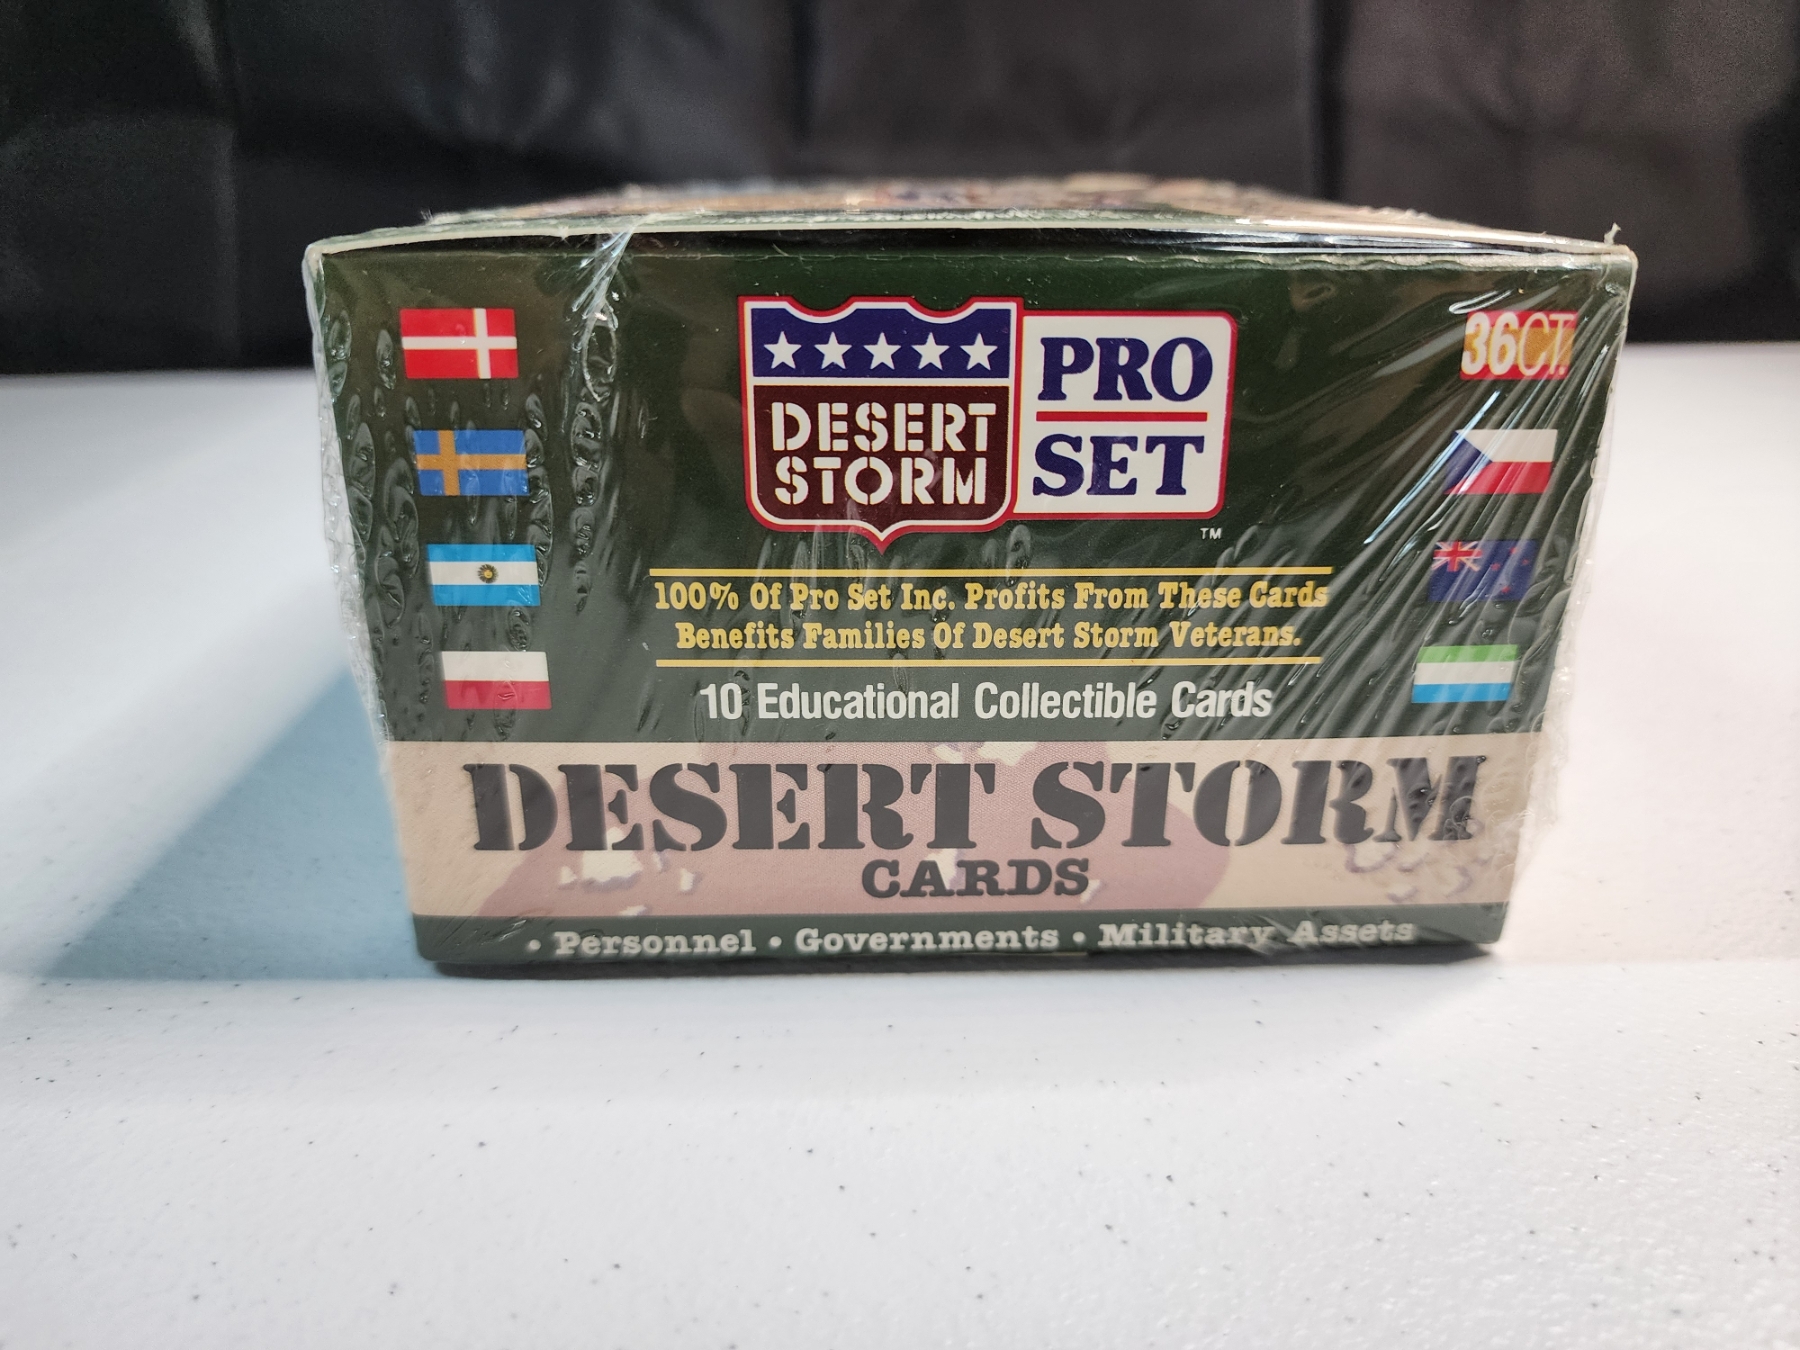 DESERT
STORM
PRO
SET
TM
36CT.
100% Of Pro Set Inc. Profits From These Cards
Benefits Families Of Desert Storm Veterans.
10 Educational Collectible Cards
DESERT STORM
CARDS
• Personnel • Governments • Military Assets